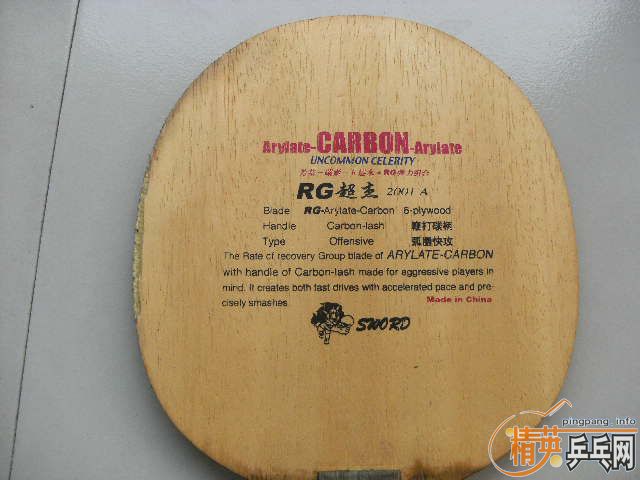 Arylate-CARBON-Arylate
UNCOMMON CELERITY
RG超杰 2001 A
Blade RG-Arylate-Carbon 6-plywood
Handle Carbon-lash 鞭打碳柄
Type Offensive 弧圈快攻
The Rate of recovery Group blade of ARYLATE-CARBON
with handle of Carbon-lash made for aggressive players in
mind. It creates both fast drives with accelerated pace and pre-
cisely smashes.
Made in China
SWORD
pingpang.info
精英乒乓网